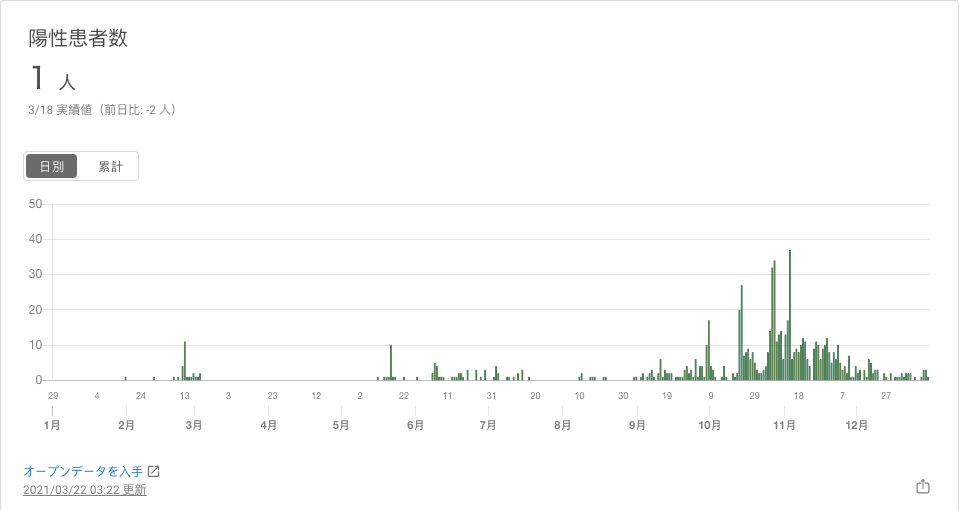 陽性患者数
1 人
3/18 実績値（前日比: -2 人）
日別 累計
50
40
30
20
10
0
29 4 24 13 3 23 12 2 22 11 31 20 10 30 19 9 29 18 7 27
1月 2月 3月 4月 5月 6月 7月 8月 9月 10月 11月 12月
オープンデータを入手
2021/03/22 03:22 更新